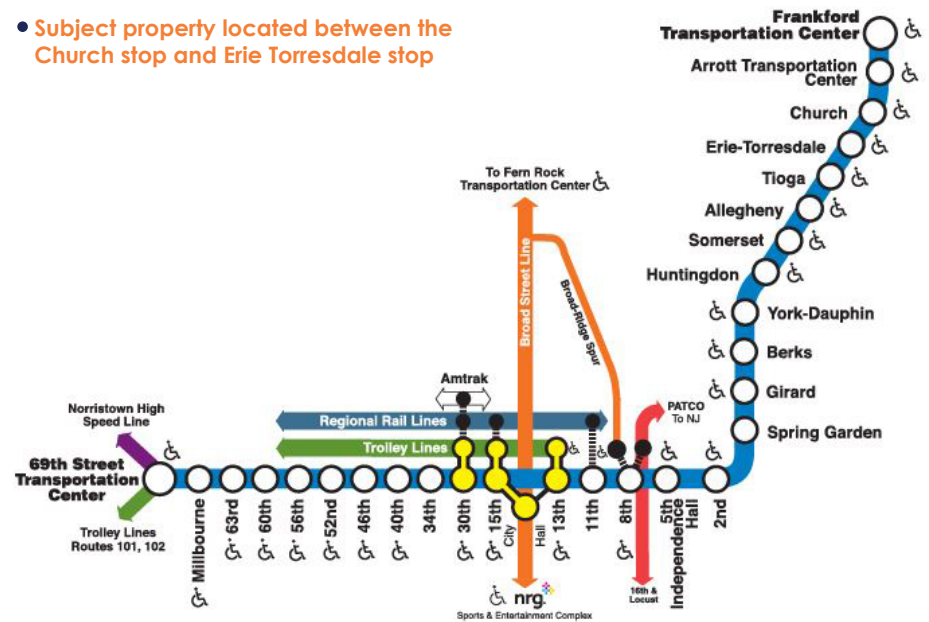 Subject property located between the
Church stop and Erie Torresdale stop
Frankford
Transportation Center
Arrott Transportation
Center
Church
Erie-Torresdale
Tioga
Allegheny
Somerset
Huntingdon
York-Dauphin
Berks
Girard
Spring Garden
To Fern Rock
Transportation Center
Broad Street Line
Broad-Ridge Spur
Amtrak
Regional Rail Lines
Trolley Lines
PATCO
To NJ
Norristown High
Speed Line
69th Street
Transportation
Center
Trolley Lines
Routes 101, 102
Millbourne
63rd
60th
56th
52nd
46th
40th
34th
30th
15th
City
Hall
13th
11th
8th
5th
Independence
Hall
2nd
16th &
Locust
nrg
Sports & Entertainment Complex